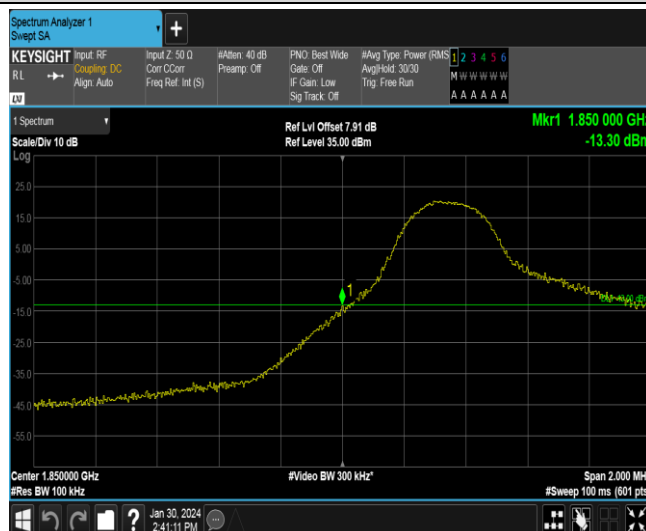 Spectrum Analyzer 1
Swept SA
KEYSIGHT
RL
LXI
Input: RF
Coupling: DC
Align: Auto
Input Z: 50 Ω
Corr CCorr
Freq Ref: Int (S)
#Atten: 40 dB
Preamp: Off
PNO: Best Wide
Gate: Off
IF Gain: Low
Sig Track: Off
#Avg Type: Power (RMS
Avg|Hold: 30/30
Trig: Free Run
1 2 3 4 5 6
M W W W W W
A A A A A A
1 Spectrum
Scale/Div 10 dB
Log
Ref Lvl Offset 7.91 dB
Ref Level 35.00 dBm
Mkr1 1.850 000 GHz
-13.30 dBm
25.0
15.0
5.00
-5.00
-15.0
-25.0
-35.0
-45.0
-55.0
1
Center 1.850000 GHz
#Res BW 100 kHz
#Video BW 300 kHz*
Span 2.000 MH
#Sweep 100 ms (601 pts)
?
Jan 30, 2024
2:41:11 PM